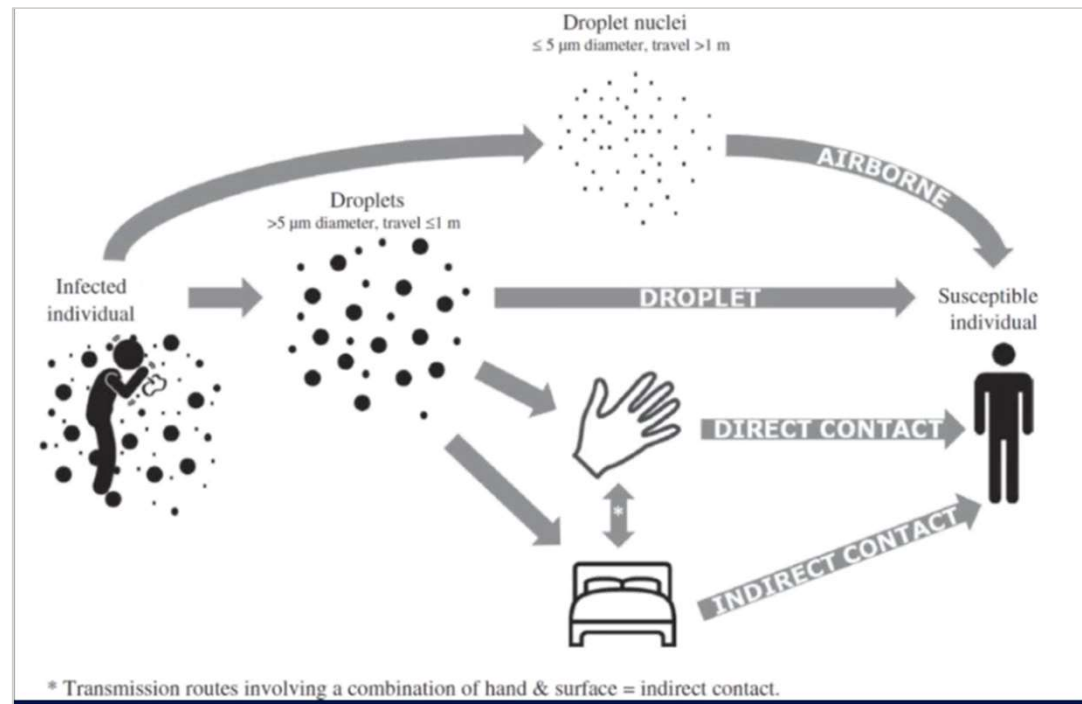 Droplet nuclei
≤ 5 μm diameter, travel >1 m
AIRBORNE
Droplets
>5 μm diameter, travel ≤1 m
Infected
individual
DROPLET
Susceptible
individual
DIRECT CONTACT
*
INDIRECT CONTACT
* Transmission routes involving a combination of hand & surface = indirect contact.